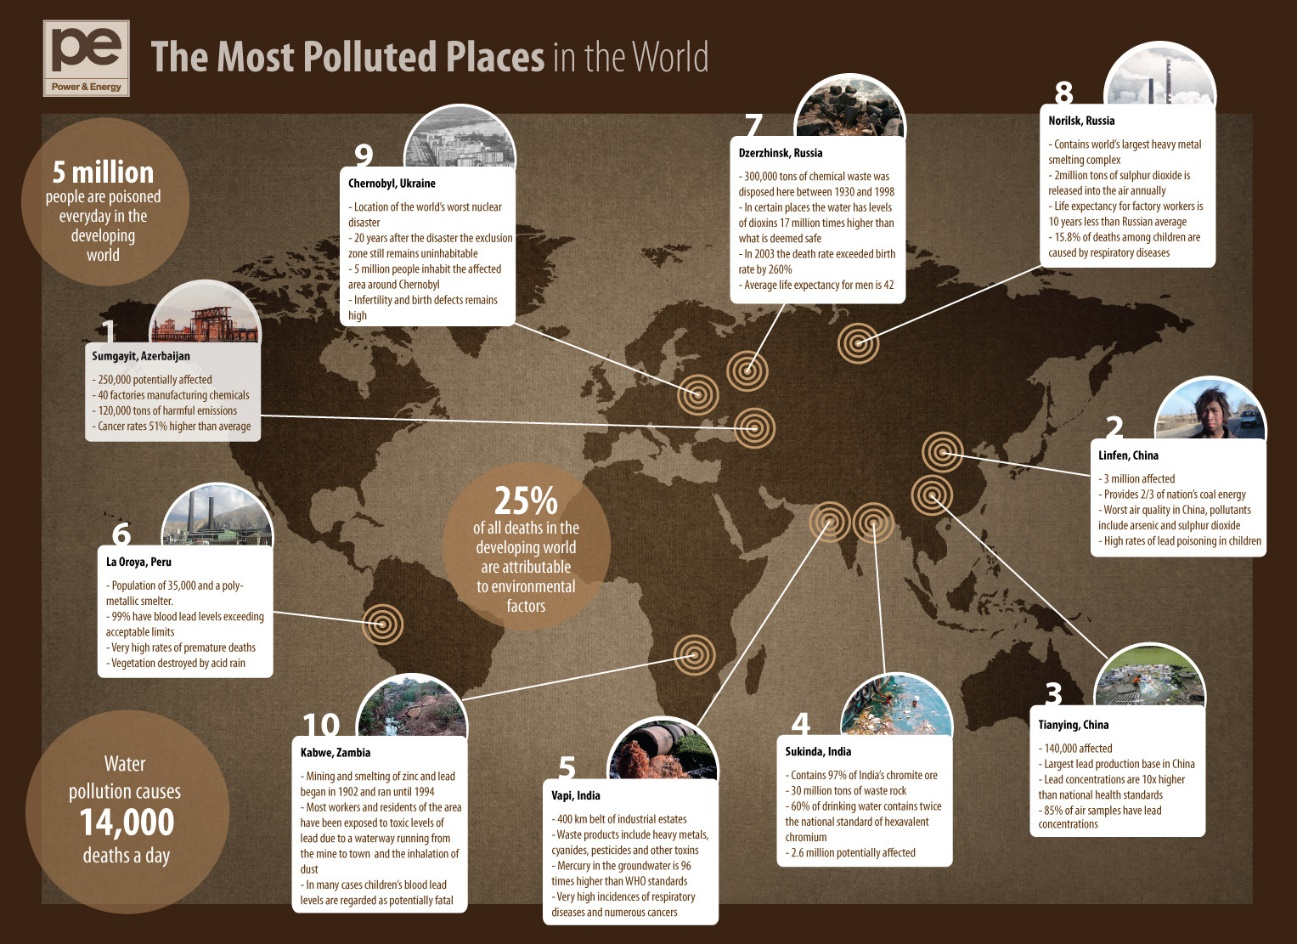 pe
Power & Energy
The Most Polluted Places in the World
5 million
people are poisoned
everyday in the
developing
world
9
Chernobyl, Ukraine
- Location of the world's worst nuclear
disaster
- 20 years after the disaster the exclusion
zone still remains uninhabitable
- 5 million people inhabit the affected
area around Chernobyl
- Infertility and birth defects remains
high
7
Dzerzhinsk, Russia
- 300,000 tons of chemical waste was
disposed here between 1930 and 1998
- In certain places the water has levels
of dioxins 17 million times higher than
what is deemed safe
- In 2003 the death rate exceeded birth
rate by 260%
- Average life expectancy for men is 42
8
Norilsk, Russia
- Contains world's largest heavy metal
smelting complex
- 2million tons of sulphur dioxide is
released into the air annually
- Life expectancy for factory workers is
10 years less than Russian average
- 15.8% of deaths among children are
caused by respiratory diseases
1
Sumgayit, Azerbaijan
- 250,000 potentially affected
- 40 factories manufacturing chemicals
- 120,000 tons of harmful emissions
- Cancer rates 51% higher than average
2
Linfen, China
- 3 million affected
- Provides 2/3 of nation's coal energy
- Worst air quality in China, pollutants
include arsenic and sulphur dioxide
- High rates of lead poisoning in children
25%
of all deaths in the
developing world
are attributable
to environmental
factors
6
La Oroya, Peru
- Population of 35,000 and a poly-
metallic smelter.
- 99% have blood lead levels exceeding
acceptable limits
- Very high rates of premature deaths
- Vegetation destroyed by acid rain
Water
pollution causes
14,000
deaths a day
10
Kabwe, Zambia
- Mining and smelting of zinc and lead
began in 1902 and ran until 1994
- Most workers and residents of the area
have been exposed to toxic levels of
lead due to a waterway running from
the mine to town and the inhalation of
dust
- In many cases children's blood lead
levels are regarded as potentially fatal
5
Vapi, India
- 400 km belt of industrial estates
- Waste products include heavy metals,
cyanides, pesticides and other toxins
- Mercury in the groundwater is 96
times higher than WHO standards
- Very high incidences of respiratory
diseases and numerous cancers
4
Sukinda, India
- Contains 97% of India's chromite ore
- 30 million tons of waste rock
- 60% of drinking water contains twice
the national standard of hexavalent
chromium
- 2.6 million potentially affected
3
Tianying, China
- 140,000 affected
- Largest lead production base in China
- Lead concentrations are 10x higher
than national health standards
- 85% of air samples have lead
concentrations